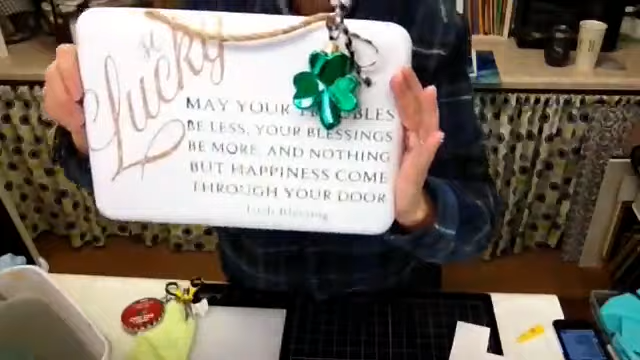 Lucky
MAY YOUR TROUBLES
BE LESS, YOUR BLESSINGS
BE MORE, AND NOTHING
BUT HAPPINESS COME
THROUGH YOUR DOOR
Irish Blessing